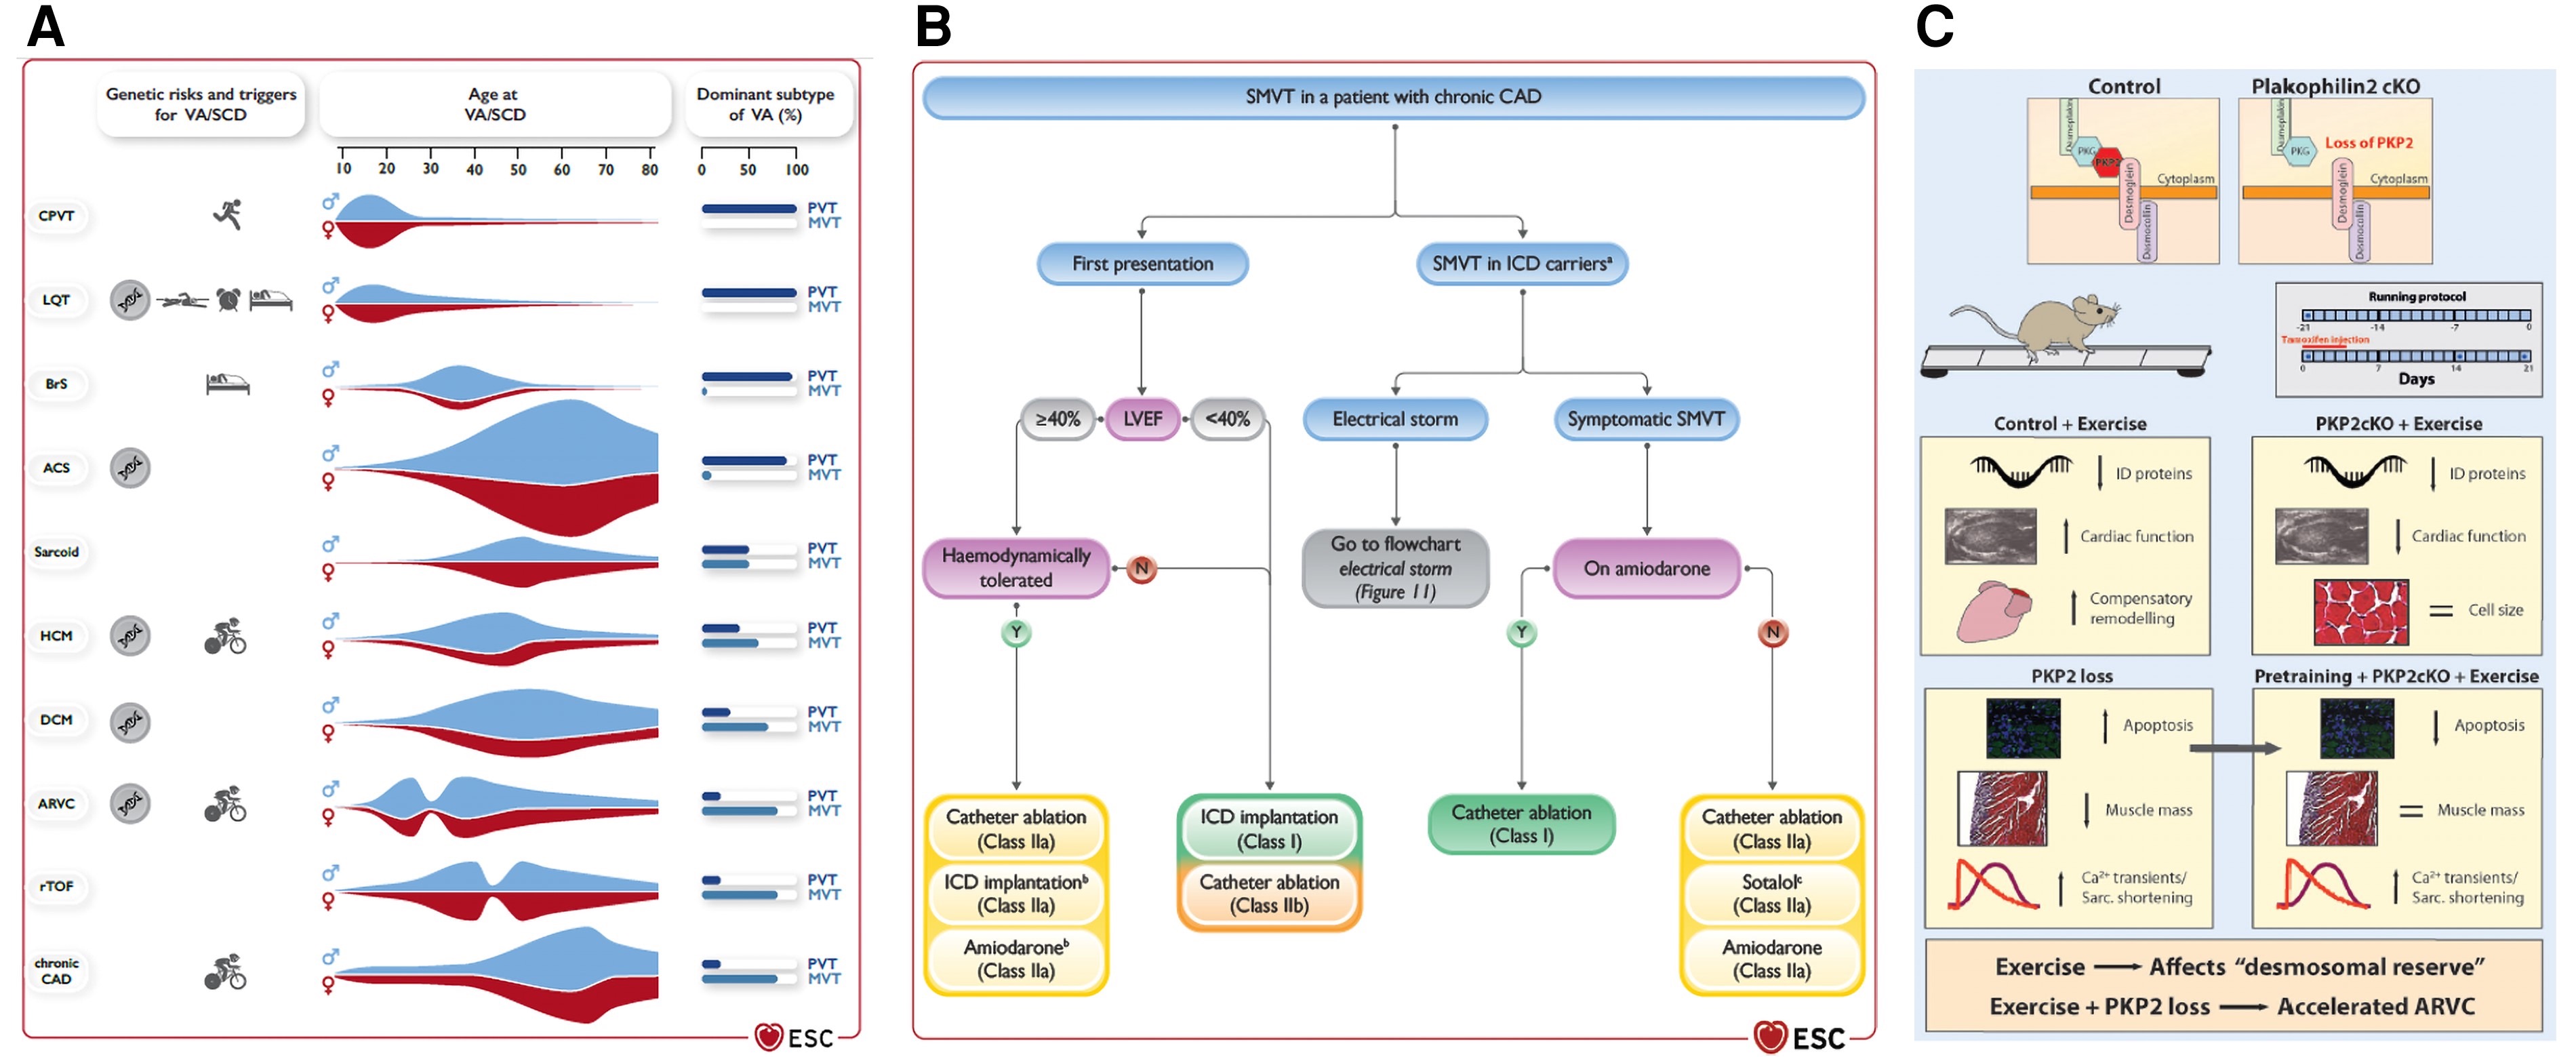 A
Genetic risks and triggers
for VA/SCD
Age at
VA/SCD
Dominant subtype
of VA (%)
10 20 30 40 50 60 70 80
0 50 100
CPVT
♂
♀
PVT
MVT
LQT
♂
♀
PVT
MVT
BrS
♂
♀
PVT
MVT
ACS
♂
♀
PVT
MVT
Sarcoid
♂
♀
PVT
MVT
HCM
♂
♀
PVT
MVT
DCM
♂
♀
PVT
MVT
ARVC
♂
♀
PVT
MVT
rTOF
♂
♀
PVT
MVT
chronic
CAD
♂
♀
PVT
MVT
ESC
B
SMVT in a patient with chronic CAD
First presentation
SMVT in ICD carriersᵃ
≥40%
LVEF
<40%
Electrical storm
Symptomatic SMVT
Haemodynamically
tolerated
N
Go to flowchart
electrical storm
(Figure 11)
On amiodarone
Y
Y
N
Catheter ablation
(Class IIa)
ICD implantationᵇ
(Class IIa)
Amiodaroneᵇ
(Class IIa)
ICD implantation
(Class I)
Catheter ablation
(Class IIb)
Catheter ablation
(Class I)
Catheter ablation
(Class IIa)
Sotalolᶜ
(Class IIa)
Amiodarone
(Class IIa)
ESC
C
Control
Desmoplakin
PKG
PKP2
Desmoglein
Desmocollin
Cytoplasm
Plakophilin2 cKO
Desmoplakin
PKG
Loss of PKP2
Desmoglein
Desmocollin
Cytoplasm
Running protocol
-21 -14 -7 0
Tamoxifen injection
0 7 14 21
Days
Control + Exercise
ID proteins
Cardiac function
Compensatory
remodelling
PKP2cKO + Exercise
ID proteins
Cardiac function
Cell size
PKP2 loss
Apoptosis
Muscle mass
Ca²⁺ transients/
Sarc. shortening
Pretraining + PKP2cKO + Exercise
Apoptosis
Muscle mass
Ca²⁺ transients/
Sarc. shortening
Exercise → Affects “desmosomal reserve”
Exercise + PKP2 loss → Accelerated ARVC